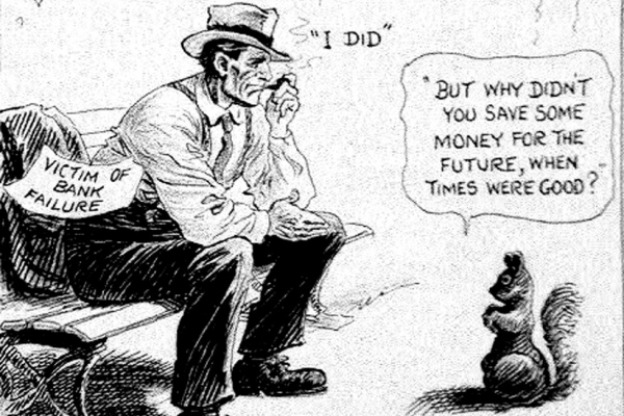 "BUT WHY DIDN'T
YOU SAVE SOME
MONEY FOR THE
FUTURE, WHEN
TIMES WERE GOOD?"
"I DID"
VICTIM OF
BANK
FAILURE